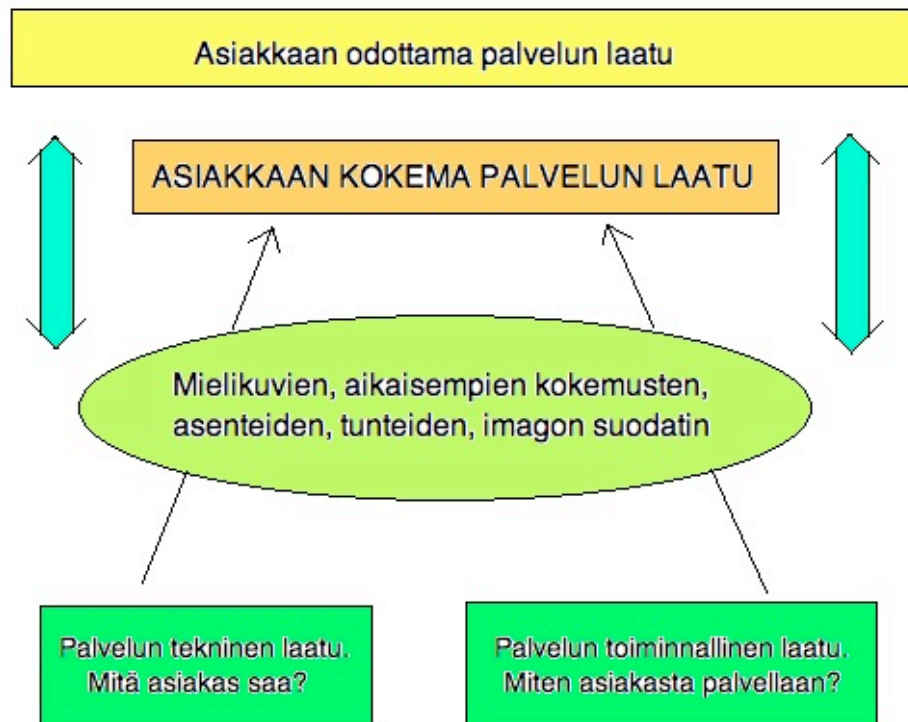 Asiakkaan odottama palvelun laatu
ASIAKKAAN KOKEMA PALVELUN LAATU
Mielikuvien, aikaisempien kokemusten,
asenteiden, tunteiden, imagon suodatin
Palvelun tekninen laatu.
Mitä asiakas saa?
Palvelun toiminnallinen laatu.
Miten asiakasta palvellaan?